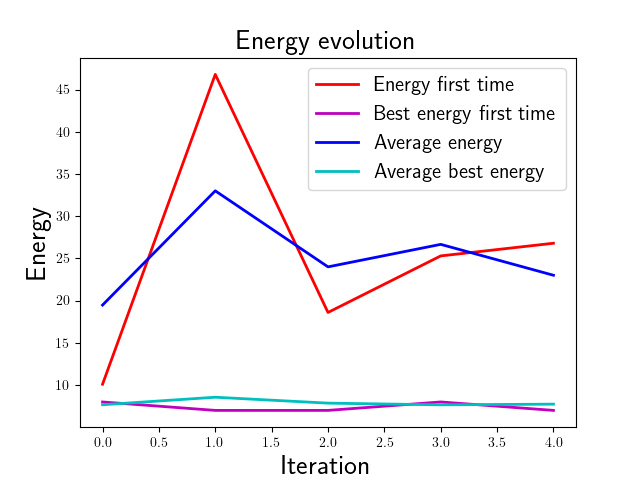 Energy evolution
Energy first time
Best energy first time
Average energy
Average best energy
Energy
45
40
35
30
25
20
15
10
0.0 0.5 1.0 1.5 2.0 2.5 3.0 3.5 4.0
Iteration